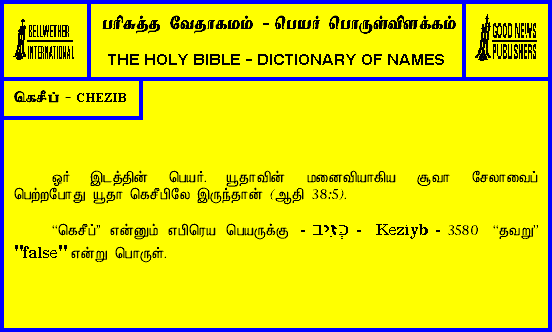 BELLWETHER
INTERNATIONAL
பரிசுத்த வேதாகமம் - பெயர் பொருள்விளக்கம்
THE HOLY BIBLE - DICTIONARY OF NAMES
GOOD NEWS
PUBLISHERS
கெசீப் - CHEZIB
ஓர் இடத்தின் பெயர். யூதாவின் மனைவியாகிய சூவா சேலாவைப்
பெற்றபோது யூதா கெசீபிலே இருந்தான் (ஆதி 38:5).
“கெசீப்” என்னும் எபிரெய பெயருக்கு - כְּזִיב - Keziyb - 3580 “தவறு”
"false" என்று பொருள்.